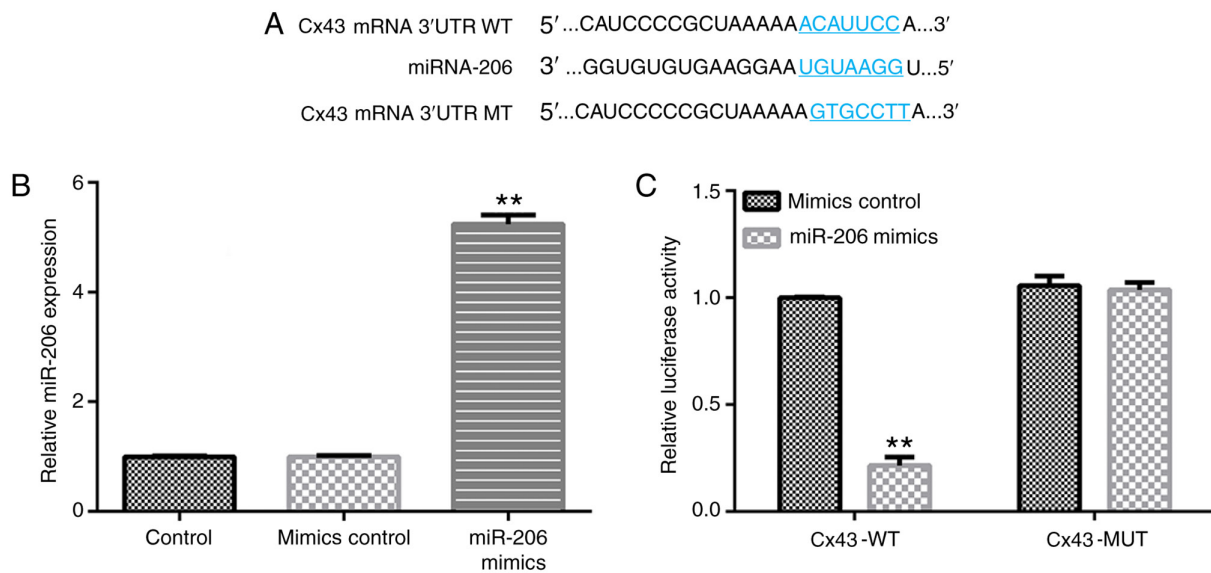 A
Cx43 mRNA 3′UTR WT 5′ ...CAUCCCCGCUAAAAAACAUUCCA...3′
miRNA-206 3′ ...GGUGUGUGAAGGAAUGUAAGGU...5′
Cx43 mRNA 3′UTR MT 5′...CAUCCCCCGCUAAAAAGTGCCTTA...3′
B
Relative miR-206 expression
6
4
2
0
**
Control
Mimics control
miR-206 mimics
C
Relative luciferase activity
1.5
1.0
0.5
0.0
Mimics control
miR-206 mimics
**
Cx43-WT
Cx43-MUT